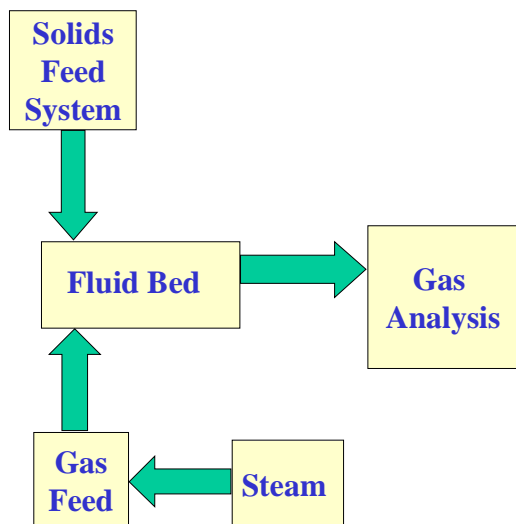 Solids
Feed
System
Fluid Bed
Gas
Analysis
Gas
Feed
Steam